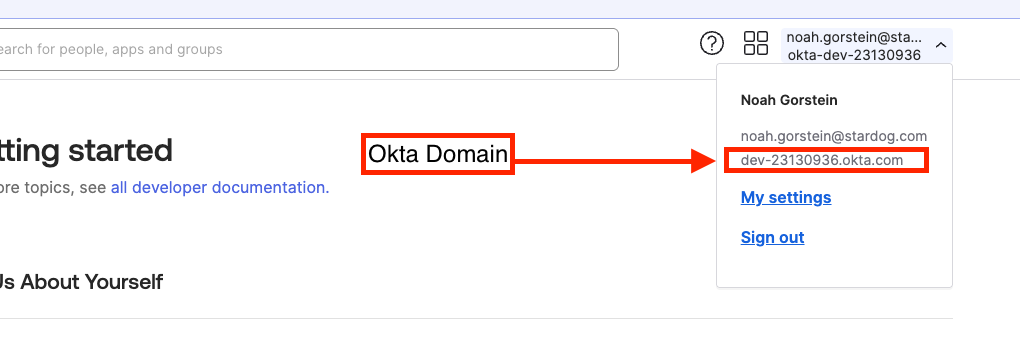 earch for people, apps and groups
noah.gorstein@sta...
okta-dev-23130936
Noah Gorstein
noah.gorstein@stardog.com
dev-23130936.okta.com
My settings
Sign out
Okta Domain
tting started
ore topics, see all developer documentation.
Us About Yourself